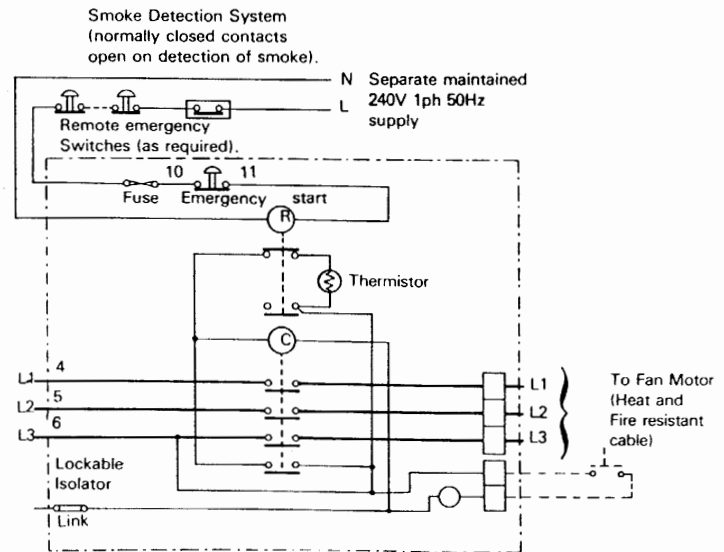 Smoke Detection System
(normally closed contacts
open on detection of smoke).
N Separate maintained
L 240V 1ph 50Hz
supply
Remote emergency
Switches (as required).
10 11
Fuse Emergency start
R
Thermistor
C
L1 4 L1
L2 5 L2
L3 6 L3
To Fan Motor
(Heat and
Fire resistant
cable)
Lockable
Isolator
Link